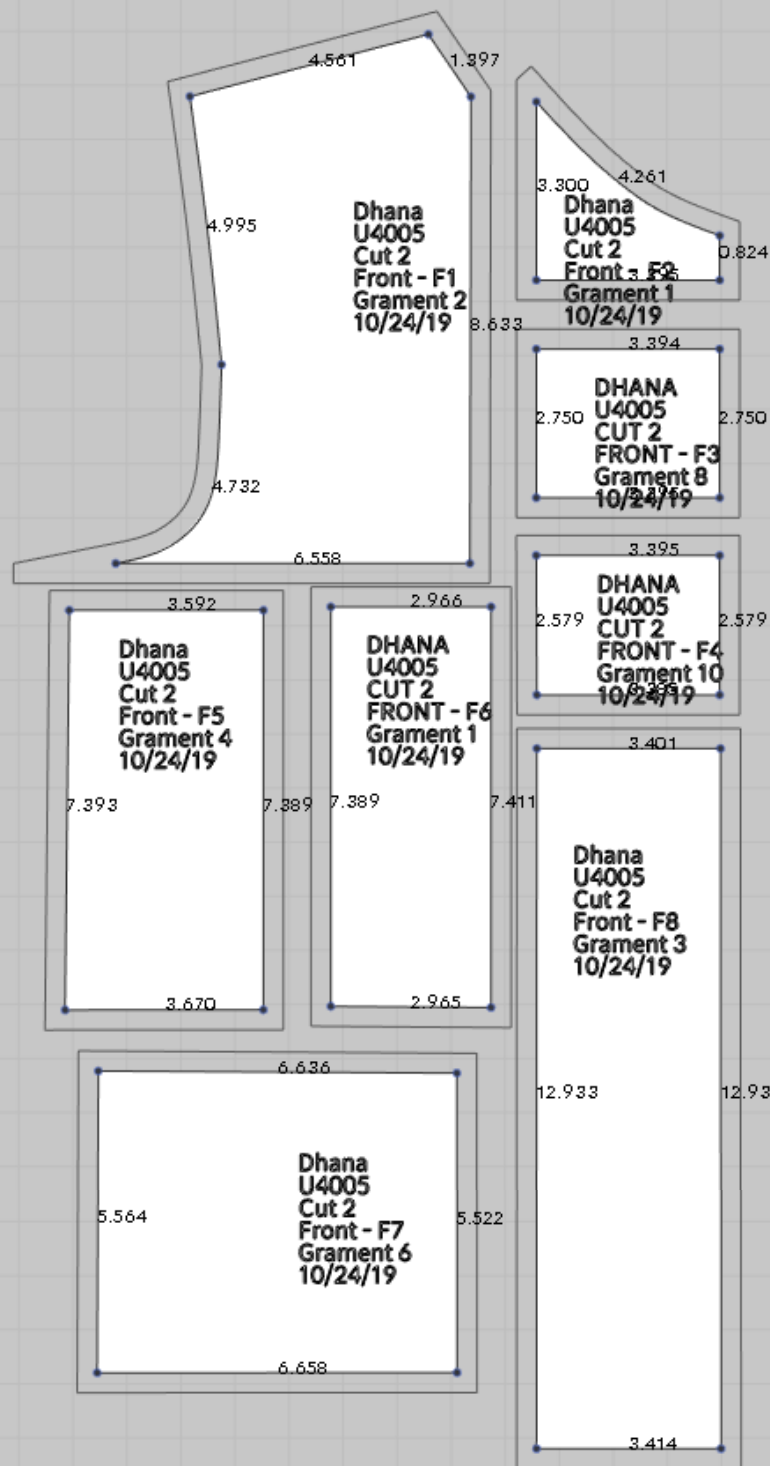 4.561
1.397
4.995
Dhana
U4005
Cut 2
Front - F1
Grament 2
10/24/19
8.633
4.732
6.558
4.261
3.300
Dhana
U4005
Cut 2
Front - F2
Grament 1
10/24/19
0.824
3.394
2.750
DHANA
U4005
CUT 2
FRONT - F3
Grament 8
10/24/19
2.750
3.395
2.579
DHANA
U4005
CUT 2
FRONT - F4
Grament 10
10/24/19
2.579
3.592
Dhana
U4005
Cut 2
Front - F5
Grament 4
10/24/19
7.393
7.389
3.670
2.966
DHANA
U4005
CUT 2
FRONT - F6
Grament 1
10/24/19
7.389
7.411
2.965
3.401
Dhana
U4005
Cut 2
Front - F8
Grament 3
10/24/19
12.933
12.93
3.414
6.636
Dhana
U4005
Cut 2
Front - F7
Grament 6
10/24/19
5.564
5.522
6.658